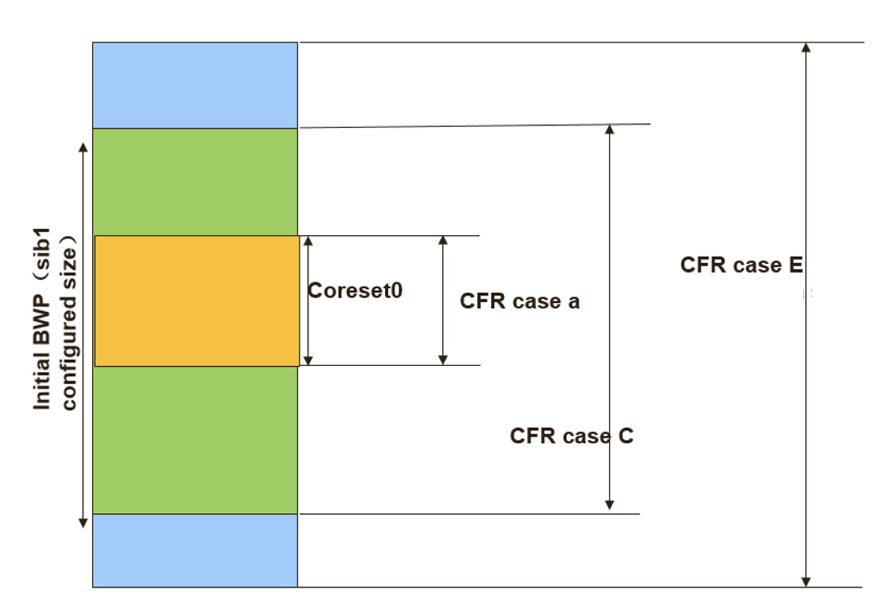 Initial BWP（sib1
configured size）
Coreset0
CFR case a
CFR case E
CFR case C